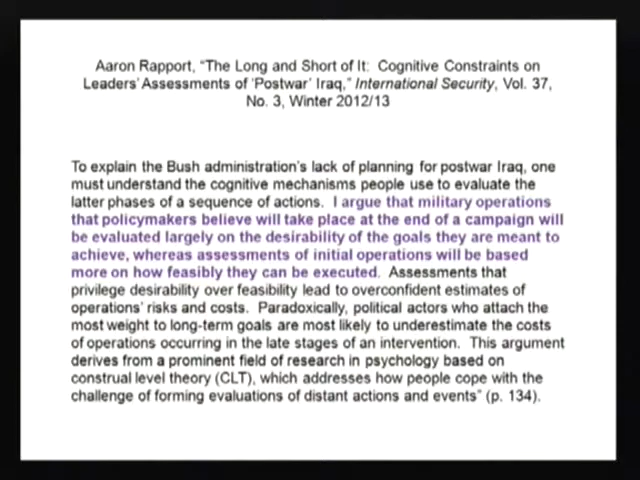 Aaron Rapport, “The Long and Short of It:  Cognitive Constraints on
Leaders’ Assessments of ‘Postwar’ Iraq,” International Security, Vol. 37,
No. 3, Winter 2012/13
To explain the Bush administration’s lack of planning for postwar Iraq, one
must understand the cognitive mechanisms people use to evaluate the
latter phases of a sequence of actions.  I argue that military operations
that policymakers believe will take place at the end of a campaign will
be evaluated largely on the desirability of the goals they are meant to
achieve, whereas assessments of initial operations will be based
more on how feasibly they can be executed.  Assessments that
privilege desirability over feasibility lead to overconfident estimates of
operations’ risks and costs.  Paradoxically, political actors who attach the
most weight to long-term goals are most likely to underestimate the costs
of operations occurring in the late stages of an intervention.  This argument
derives from a prominent field of research in psychology based on
construal level theory (CLT), which addresses how people cope with the
challenge of forming evaluations of distant actions and events” (p. 134).